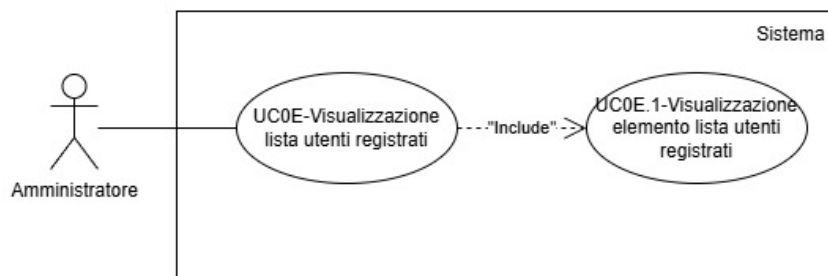 Sistema
UC0E-Visualizzazione
lista utenti registrati
"Include"
UC0E.1-Visualizzazione
elemento lista utenti
registrati
Amministratore